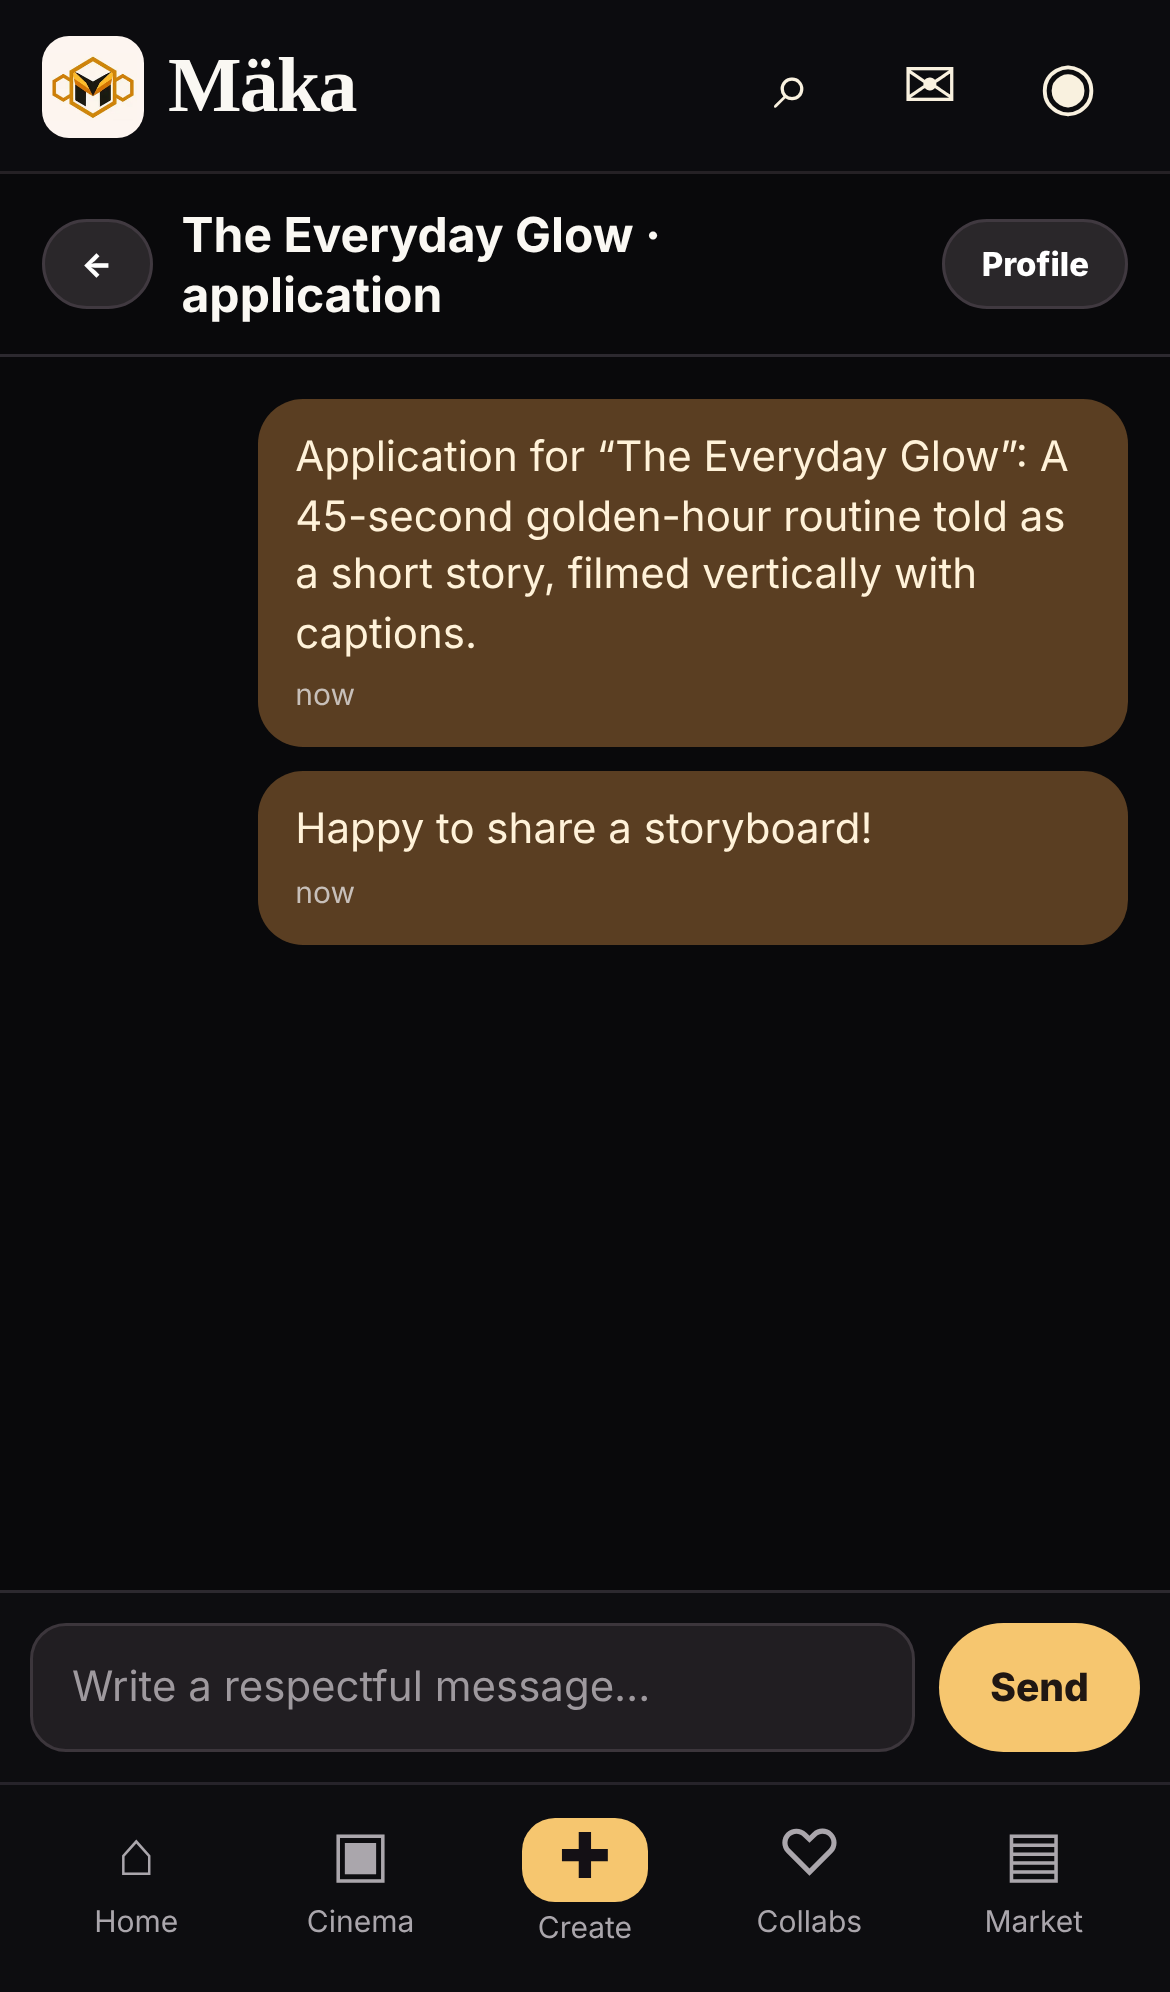 Mäka
The Everyday Glow ·
application
Profile
Application for “The Everyday Glow”: A
45-second golden-hour routine told as
a short story, filmed vertically with
captions.
now
Happy to share a storyboard!
now
Write a respectful message...
Send
Home
Cinema
Create
Collabs
Market